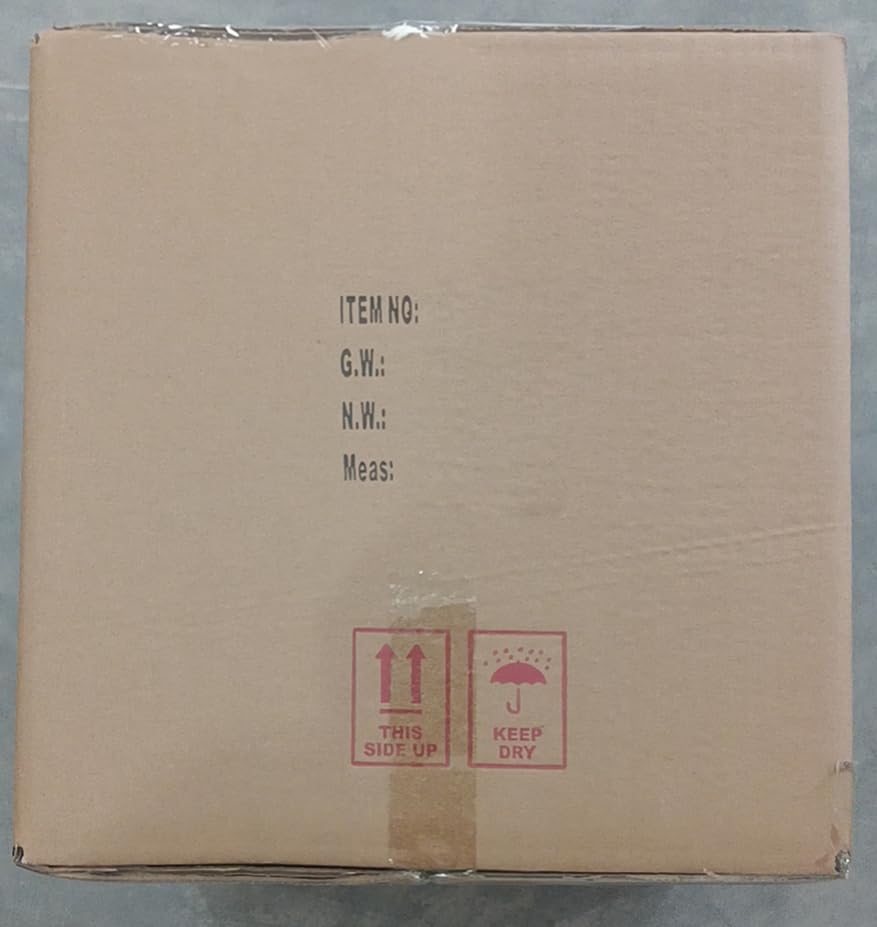 ITEM NO:
G.W.:
N.W.:
Meas:
THIS
SIDE UP
KEEP
DRY